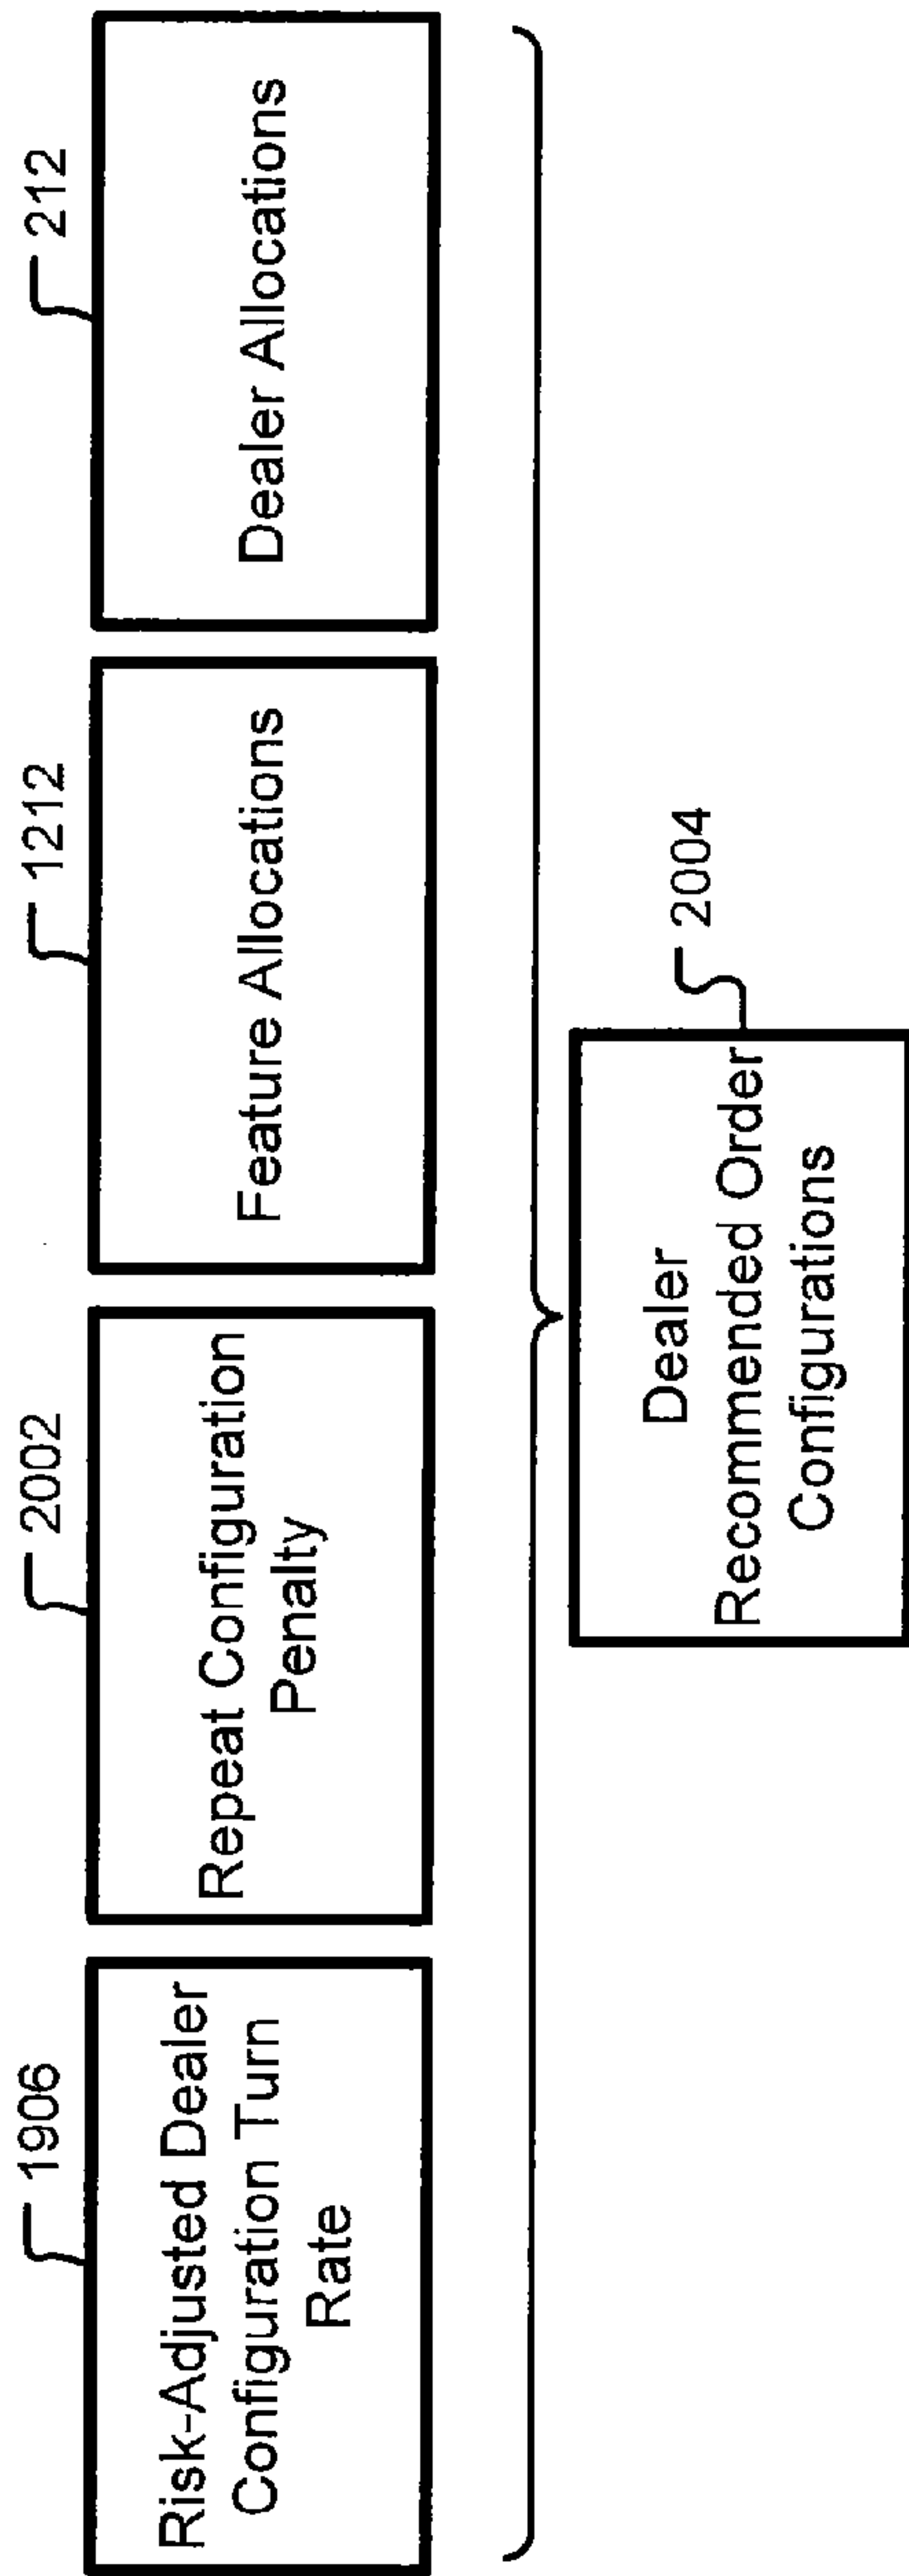 1906
Risk-Adjusted Dealer
Configuration Turn
Rate
2002
Repeat Configuration
Penalty
1212
Feature Allocations
212
Dealer Allocations
2004
Dealer
Recommended Order
Configurations